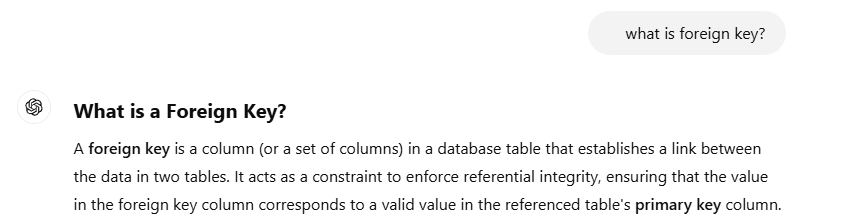 what is foreign key?
What is a Foreign Key?
A foreign key is a column (or a set of columns) in a database table that establishes a link between
the data in two tables. It acts as a constraint to enforce referential integrity, ensuring that the value
in the foreign key column corresponds to a valid value in the referenced table's primary key column.